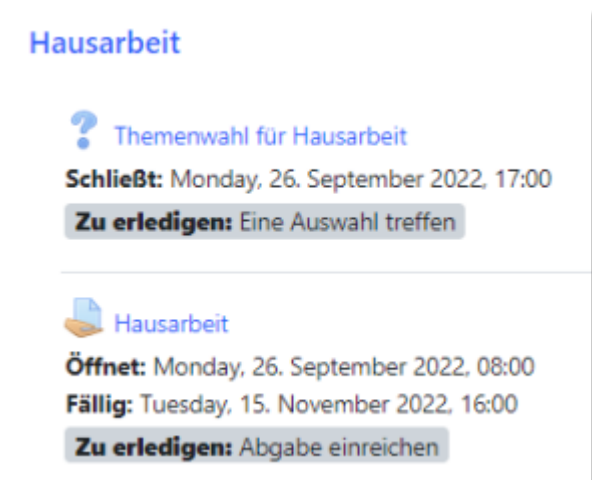 Hausarbeit
Themenwahl für Hausarbeit
Schließt: Monday, 26. September 2022, 17:00
Zu erledigen: Eine Auswahl treffen
Hausarbeit
Öffnet: Monday, 26. September 2022, 08:00
Fällig: Tuesday, 15. November 2022, 16:00
Zu erledigen: Abgabe einreichen